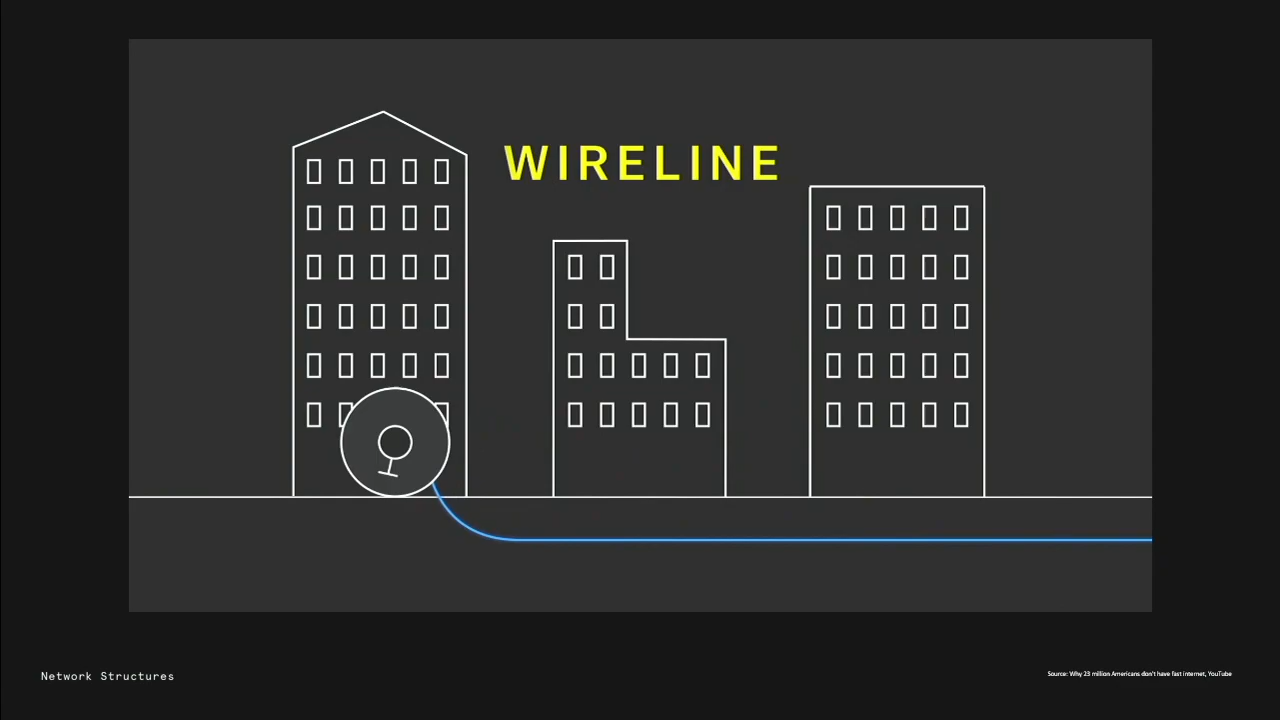 WIRELINE
Network Structures
Source: Why 23 million Americans don't have fast internet, YouTube